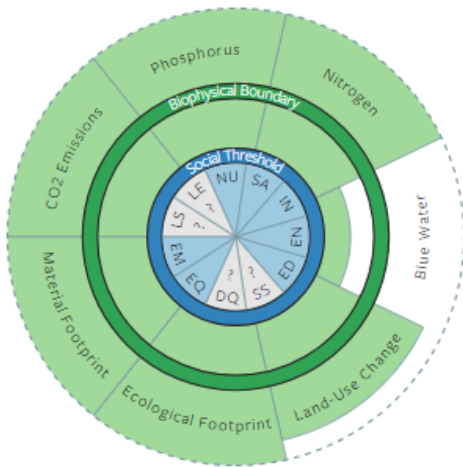 Phosphorus
Nitrogen
Blue Water
Land-Use Change
Ecological Footprint
Material Footprint
CO2 Emissions
Biophysical Boundary
Social Threshold
NU
SA
IN
EN
ED
SS
?
DQ
?
EQ
EM
LS
?
LE
?